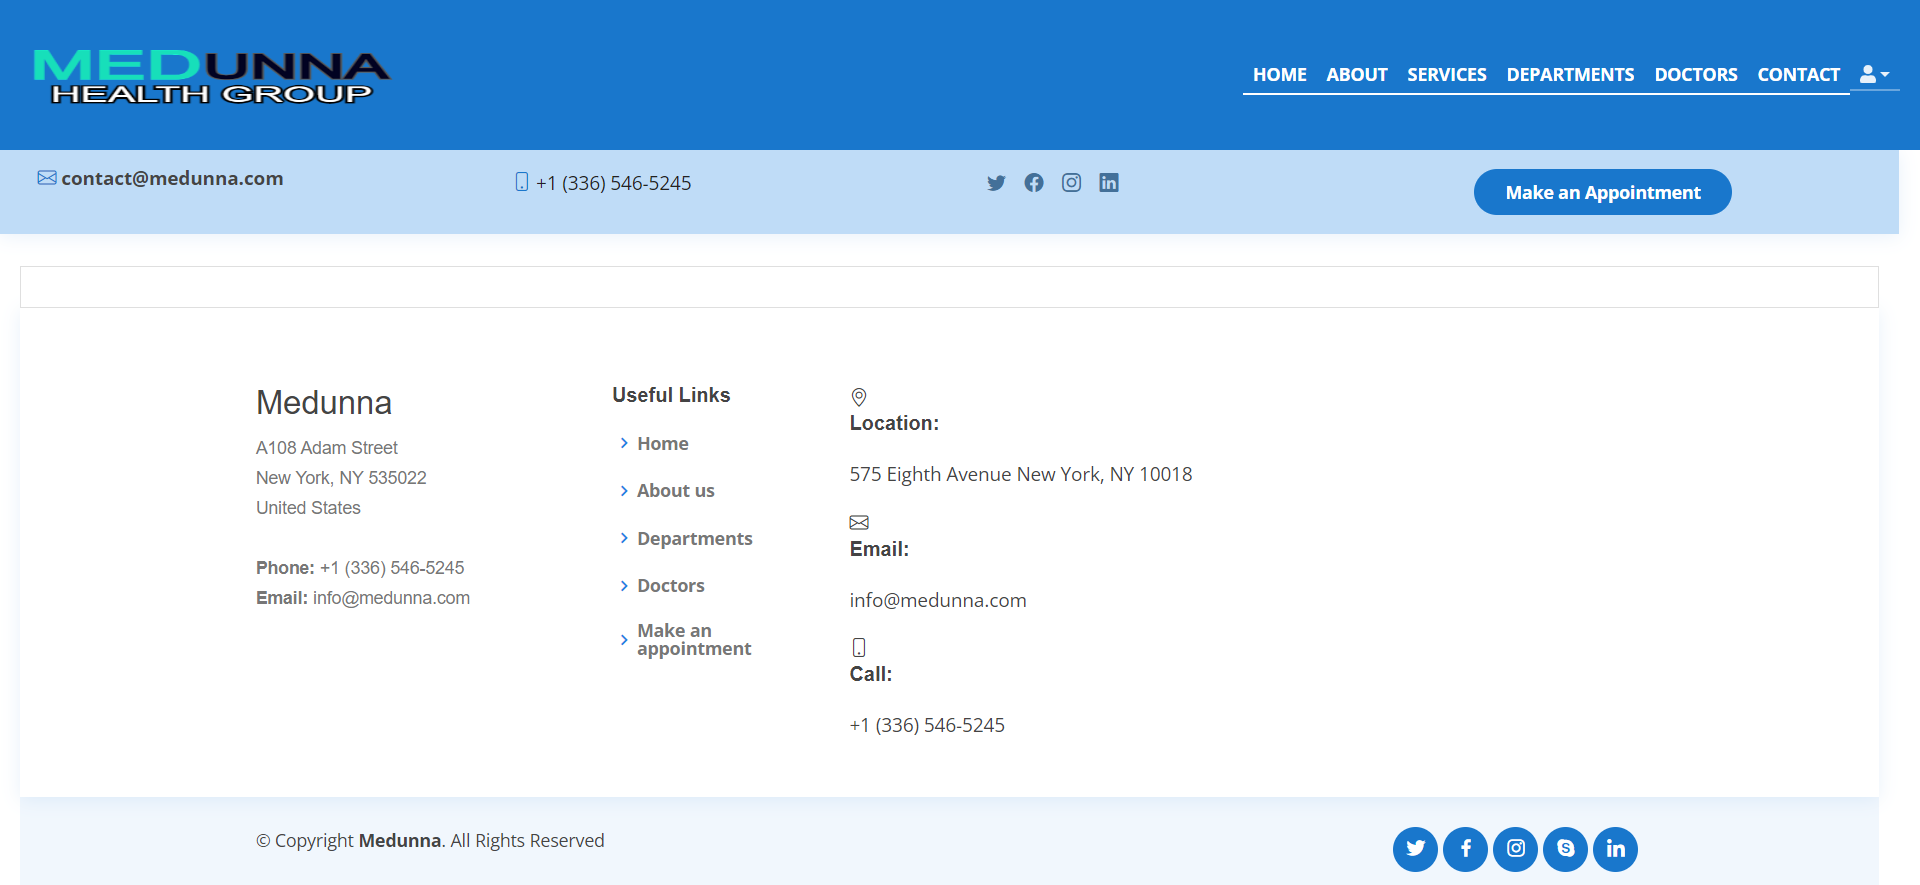 MEDUNNA
HEALTH GROUP
HOME ABOUT SERVICES DEPARTMENTS DOCTORS CONTACT
contact@medunna.com
+1 (336) 546-5245
Make an Appointment
Medunna
A108 Adam Street
New York, NY 535022
United States
Phone: +1 (336) 546-5245
Email: info@medunna.com
Useful Links
Home
About us
Departments
Doctors
Make an
appointment
Location:
575 Eighth Avenue New York, NY 10018
Email:
info@medunna.com
Call:
+1 (336) 546-5245
© Copyright Medunna. All Rights Reserved